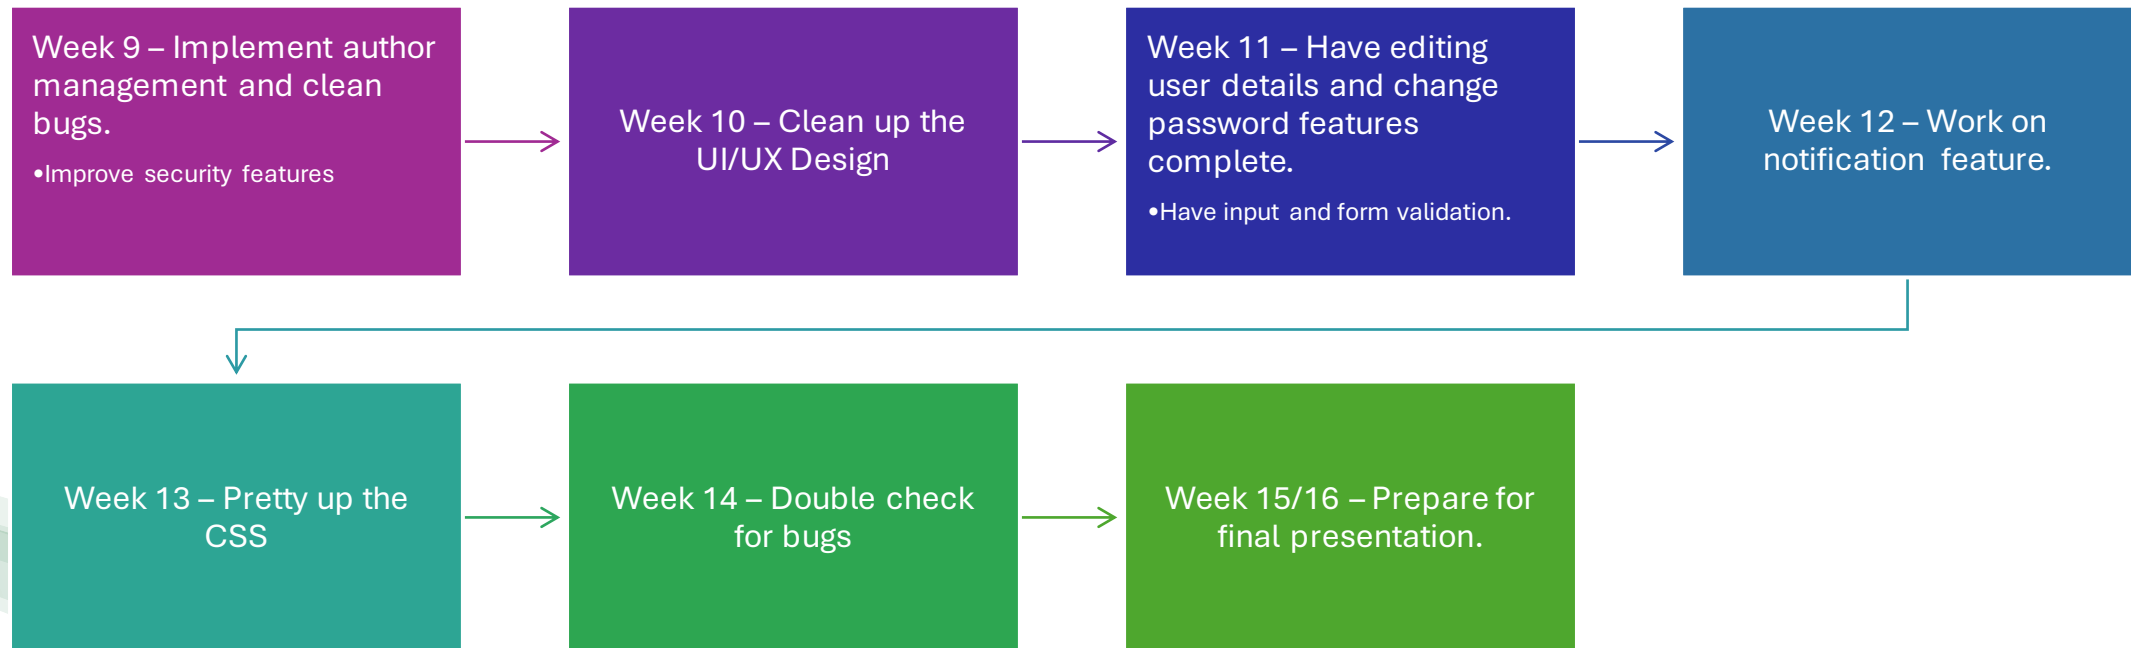 Week 9 – Implement author
management and clean
bugs.
•Improve security features
Week 10 – Clean up the
UI/UX Design
Week 11 – Have editing
user details and change
password features
complete.
•Have input and form validation.
Week 12 – Work on
notification feature.
Week 13 – Pretty up the
CSS
Week 14 – Double check
for bugs
Week 15/16 – Prepare for
final presentation.